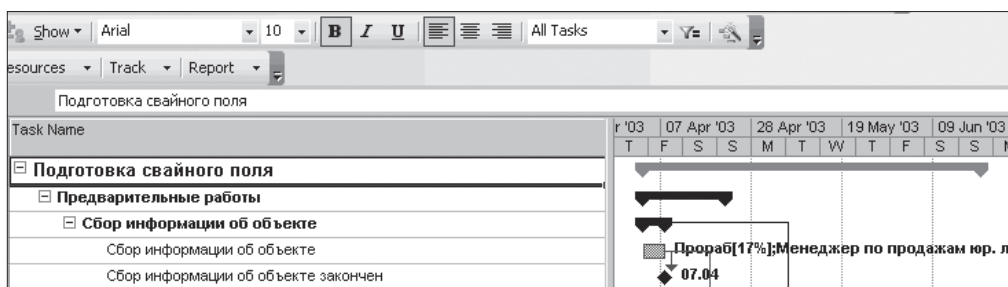 Show Arial 10 B I U All Tasks
esources Track Report
Подготовка свайного поля
Task Name r '03 07 Apr '03 28 Apr '03 19 May '03 09 Jun '03
T F S S M T W T F S S
Подготовка свайного поля
Предварительные работы
Сбор информации об объекте
Сбор информации об объекте Прораб[17%];Менеджер по продажам юр. л
Сбор информации об объекте закончен 07.04